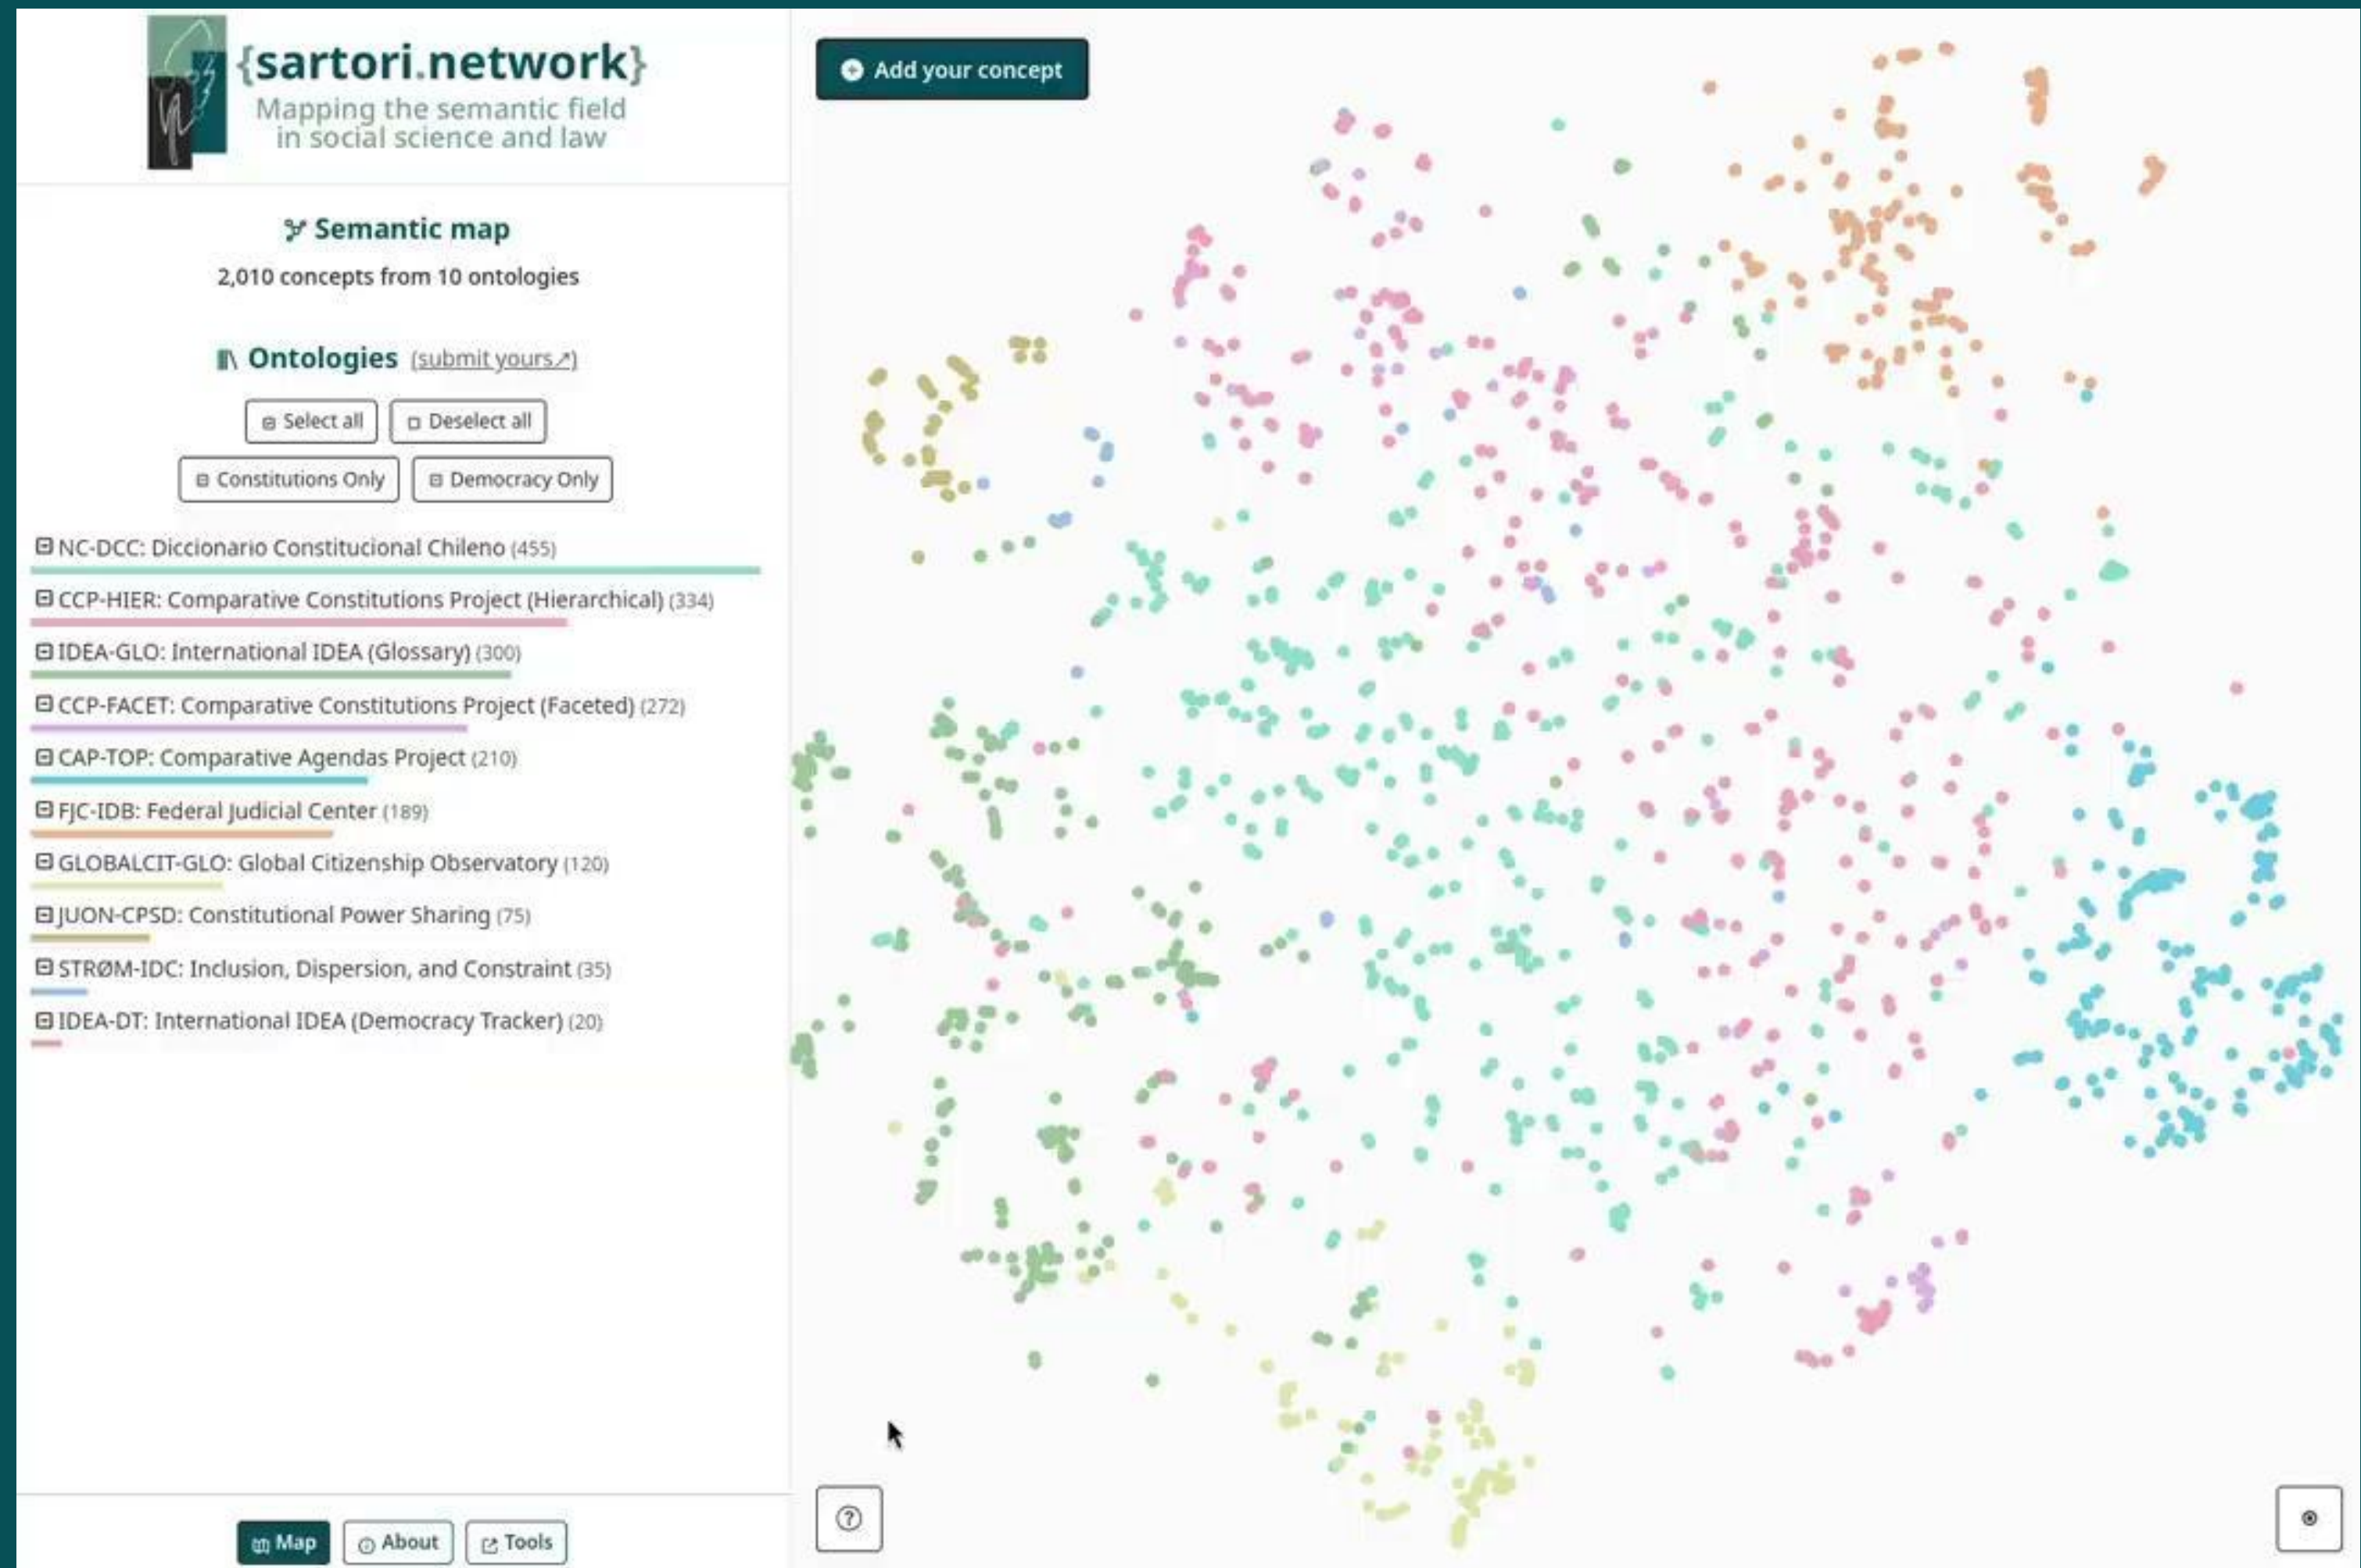 {sartori.network}
Mapping the semantic field
in social science and law
Semantic map
2,010 concepts from 10 ontologies
Ontologies (submit yours↗)
Select all
Deselect all
Constitutions Only
Democracy Only
NC-DCC: Diccionario Constitucional Chileno (455)
CCP-HIER: Comparative Constitutions Project (Hierarchical) (334)
IDEA-GLO: International IDEA (Glossary) (300)
CCP-FACET: Comparative Constitutions Project (Faceted) (272)
CAP-TOP: Comparative Agendas Project (210)
FJC-IDB: Federal Judicial Center (189)
GLOBALCIT-GLO: Global Citizenship Observatory (120)
JUON-CPSD: Constitutional Power Sharing (75)
STRØM-IDC: Inclusion, Dispersion, and Constraint (35)
IDEA-DT: International IDEA (Democracy Tracker) (20)
Map
About
Tools
Add your concept
?